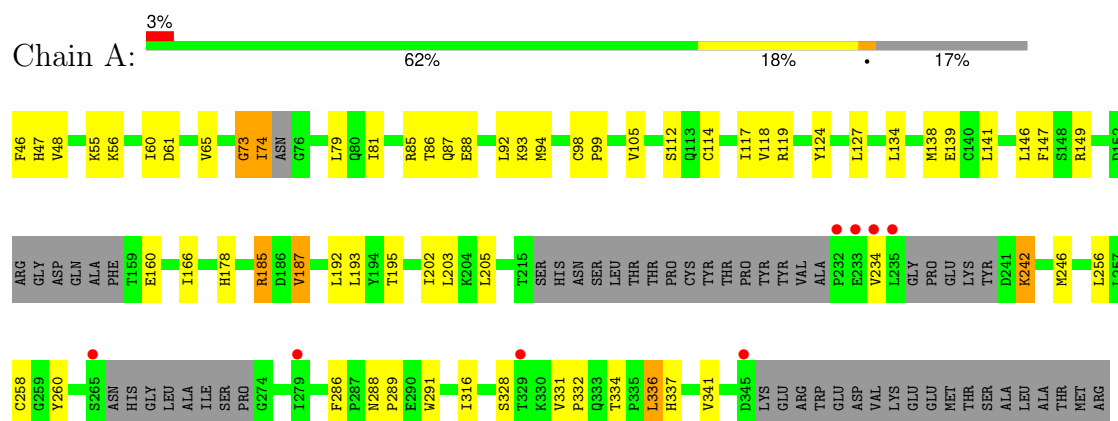 3%
Chain A:
62% 18% • 17%
F46 H47 V48 K55 K56 I60 D61 V65 G73 I74 ASN G76 L79 Q80 I81 R85 T86 Q87 E88 L92 K93 M94 C98 P99 V105 S112 Q113 C114 I117 V118 R119 Y124 L127 L134 M138 E139 C140 L141 L146 F147 S148 R149 D152
ARG GLY ASP GLN ALA PHE T159 E160 I166 H178 R185 D186 V187 L192 L193 Y194 T195 I202 L203 K204 L205 T215 SER HIS ASN SER LEU THR THR PRO CYS TYR THR PRO TYR TYR VAL ALA P232 E233 V234 L235 GLY PRO GLU LYS TYR D241 K242 M246 L256 L257
C258 G259 Y260 S265 ASN HIS GLY LEU ALA ILE SER PRO G274 I279 F286 P287 N288 P289 E290 W291 I316 S328 T329 K330 V331 P332 Q333 T334 P335 L336 H337 V341 D345 LYS GLU ARG TRP GLU ASP VAL LYS GLU GLU MET THR SER ALA LEU ALA THR MET ARG